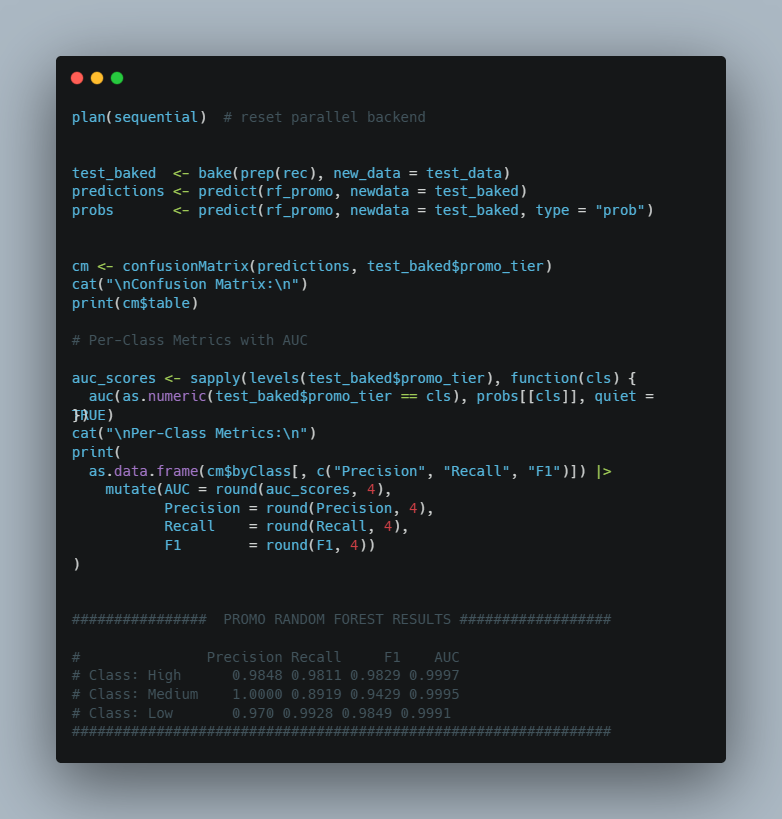 plan(sequential)  # reset parallel backend
test_baked  <- bake(prep(rec), new_data = test_data)
predictions <- predict(rf_promo, newdata = test_baked)
probs       <- predict(rf_promo, newdata = test_baked, type = "prob")
cm <- confusionMatrix(predictions, test_baked$promo_tier)
cat("\nConfusion Matrix:\n")
print(cm$table)
# Per-Class Metrics with AUC
auc_scores <- sapply(levels(test_baked$promo_tier), function(cls) {
  auc(as.numeric(test_baked$promo_tier == cls), probs[[cls]], quiet =
TRUE)
})
cat("\nPer-Class Metrics:\n")
print(
  as.data.frame(cm$byClass[, c("Precision", "Recall", "F1")]) |>
    mutate(AUC = round(auc_scores, 4),
           Precision = round(Precision, 4),
           Recall    = round(Recall, 4),
           F1        = round(F1, 4))
)
################  PROMO RANDOM FOREST RESULTS ##################
#               Precision Recall     F1    AUC
# Class: High      0.9848 0.9811 0.9829 0.9997
# Class: Medium    1.0000 0.8919 0.9429 0.9995
# Class: Low       0.970 0.9928 0.9849 0.9991
################################################################